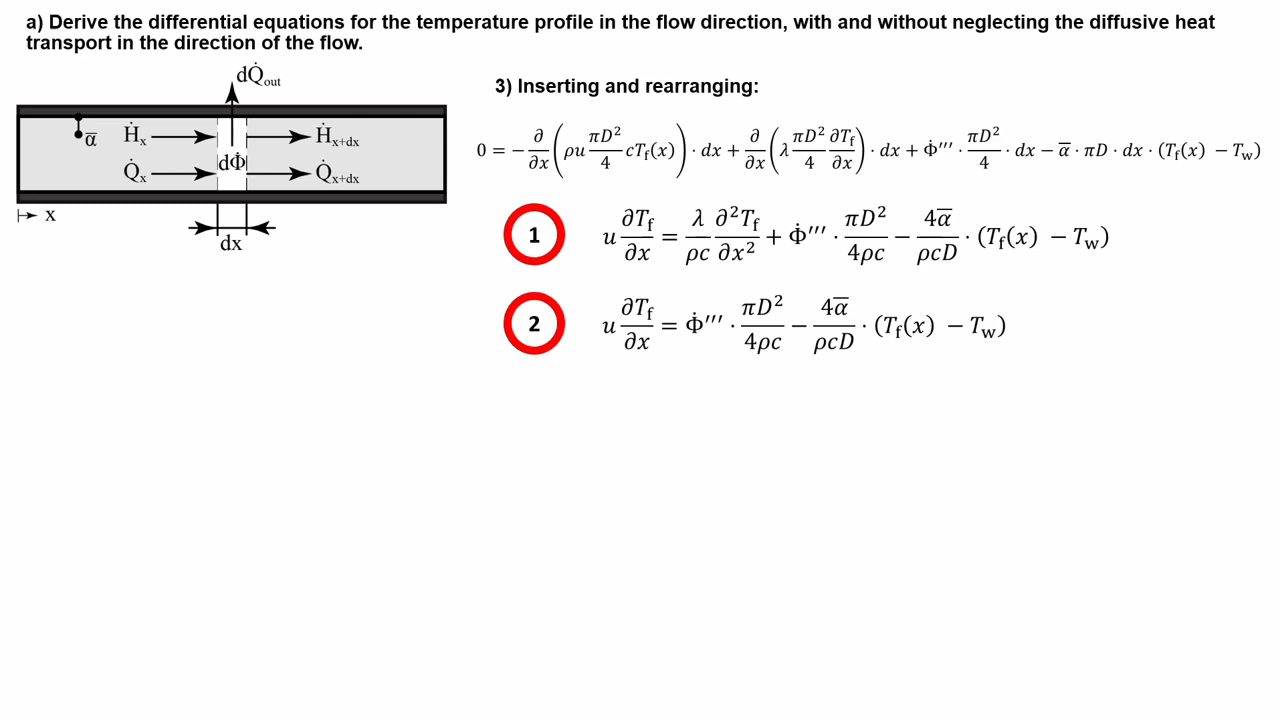 a) Derive the differential equations for the temperature profile in the flow direction, with and without neglecting the diffusive heat
transport in the direction of the flow.
dQ̇out
α̅
Ḣx
Ḣx+dx
dΦ̇
Q̇x
Q̇x+dx
x
dx
3) Inserting and rearranging:
0 = −∂/∂x (ρu πD²/4 cTf(x)) · dx + ∂/∂x (λ πD²/4 ∂Tf/∂x) · dx + Φ̇′′′ · πD²/4 · dx − α̅ · πD · dx · (Tf(x) − Tw)
1 u ∂Tf/∂x = λ/ρc ∂²Tf/∂x² + Φ̇′′′ · πD²/4ρc − 4α̅/ρcD · (Tf(x) − Tw)
2 u ∂Tf/∂x = Φ̇′′′ · πD²/4ρc − 4α̅/ρcD · (Tf(x) − Tw)